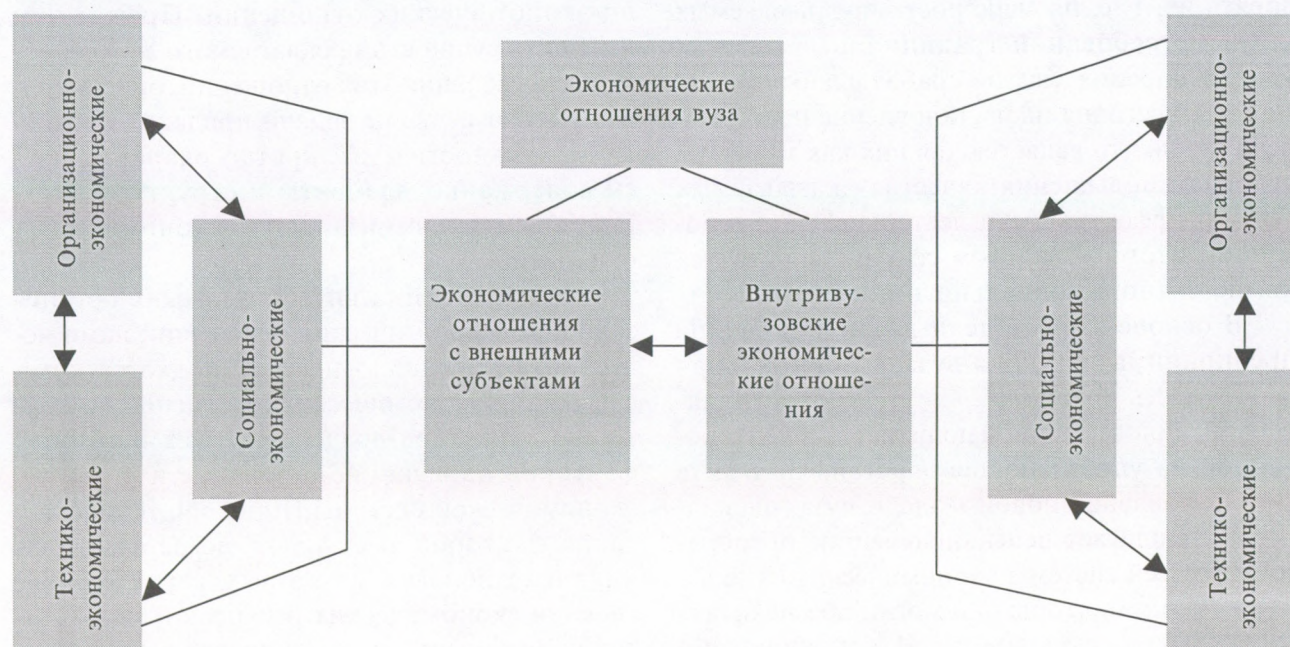 Экономические
отношения вуза
Организационно-
экономические
Социально-
экономические
Технико-
экономические
Экономические
отношения
с внешними
субъектами
Внутриву-
зовские
экономичес-
кие отноше-
ния
Социально-
экономические
Организационно-
экономические
Технико-
экономические